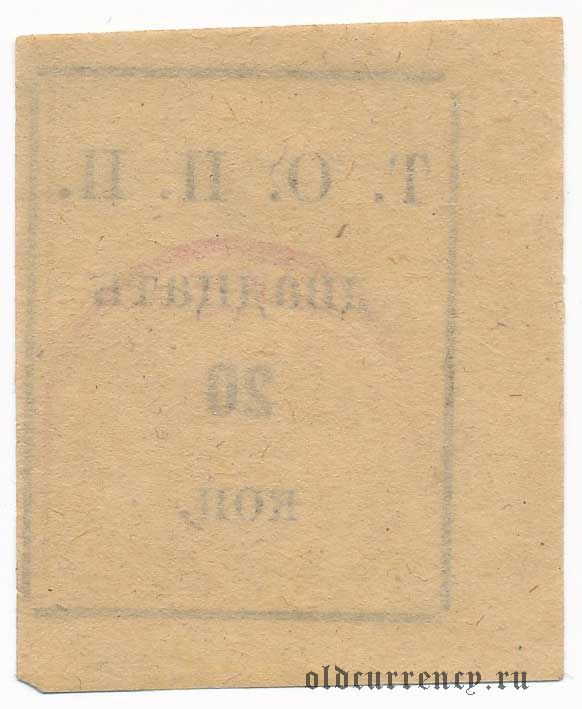 Т. О. П. П.
двадцать
20
коп,
oldcurrency.ru